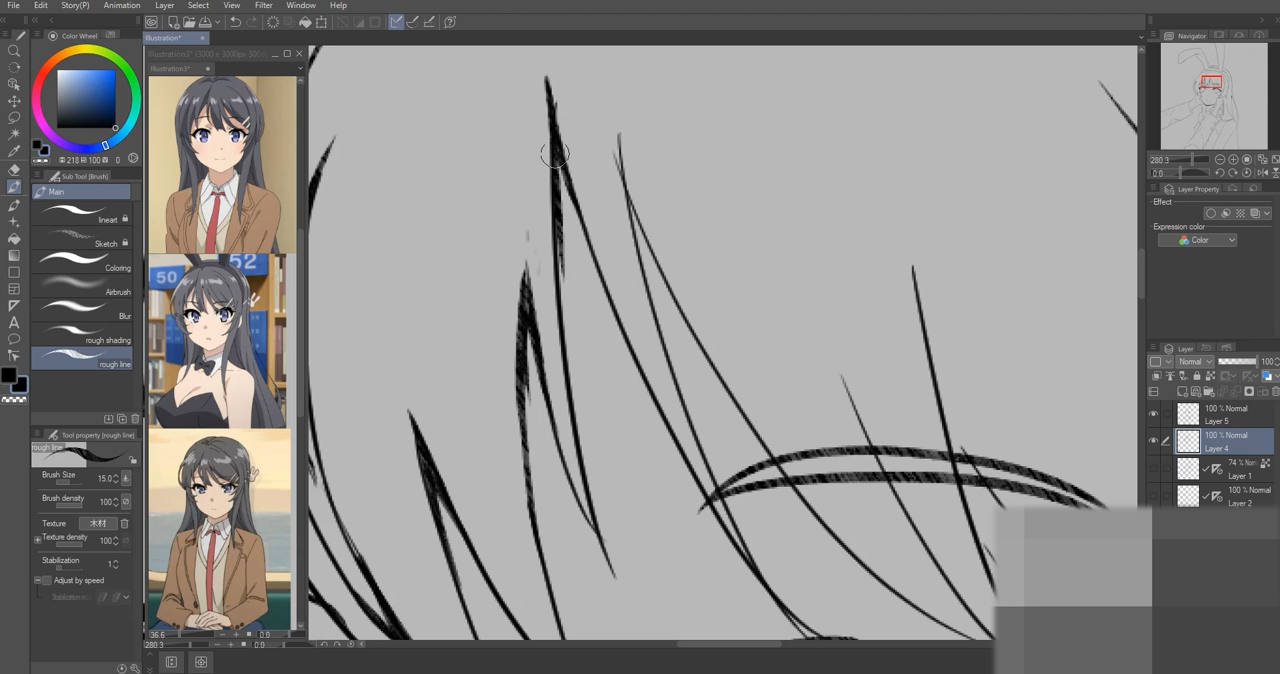 File Edit Story(P) Animation Layer Select View Filter Window Help
Illustration*
Color Wheel
Illustration3*
218 100 0
Sub Tool [Brush]
Main
lineart
Sketch
Coloring
Airbrush
Blur
rough shading
rough line
52
50
Tool property (rough line)
rough line
Brush Size 15.0
Brush density 100
Texture 木材
Texture density 100
Stabilization 1
Adjust by speed
36.6 0.0
280.3 0.0
Navigator
280.3
0.0
Layer Property
Effect
Expression color
Color
Layer
Normal 100
100 % Normal
Layer 5
100 % Normal
Layer 4
74 %
Layer 1
100 % Normal
Layer 2